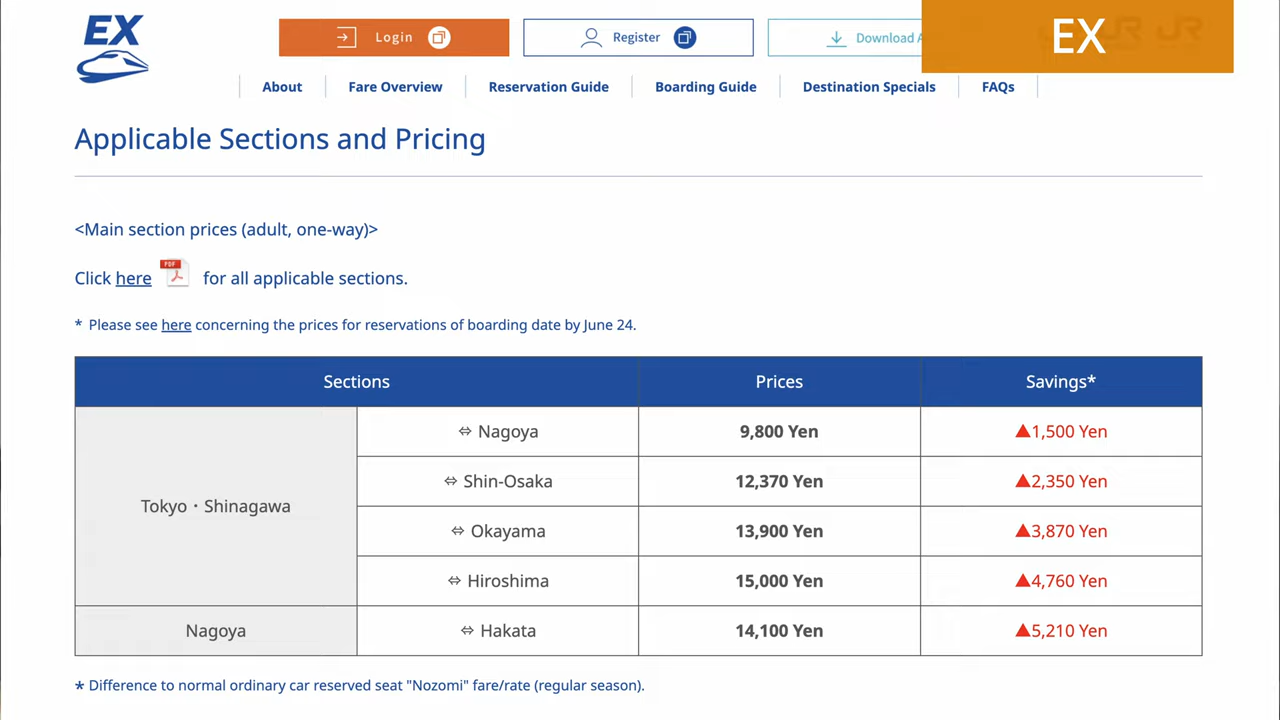 EX
Login
Register
Download
EX
About
Fare Overview
Reservation Guide
Boarding Guide
Destination Specials
FAQs
Applicable Sections and Pricing
<Main section prices (adult, one-way)>
Click here PDF for all applicable sections.
* Please see here concerning the prices for reservations of boarding date by June 24.
Sections Prices Savings*
Tokyo・Shinagawa
⇔ Nagoya 9,800 Yen ▲1,500 Yen
⇔ Shin-Osaka 12,370 Yen ▲2,350 Yen
⇔ Okayama 13,900 Yen ▲3,870 Yen
⇔ Hiroshima 15,000 Yen ▲4,760 Yen
Nagoya ⇔ Hakata 14,100 Yen ▲5,210 Yen
* Difference to normal ordinary car reserved seat "Nozomi" fare/rate (regular season).